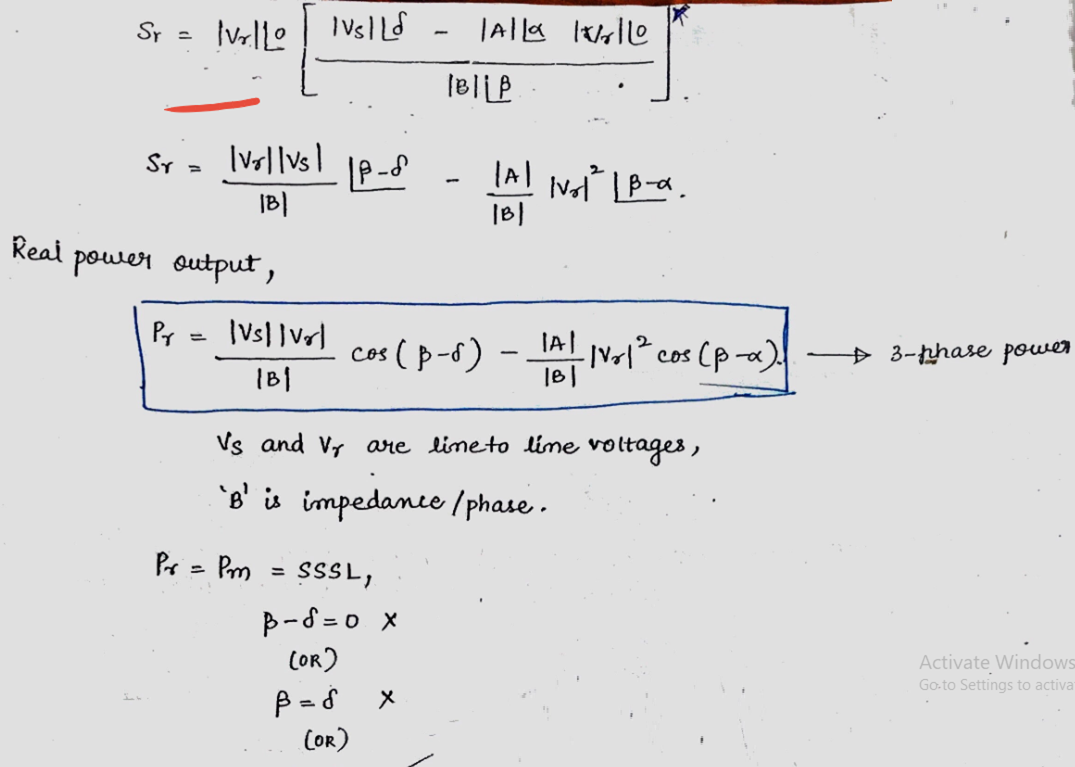 Sr = |Vr|∠0 [ (|Vs|∠δ - |A|∠α |Vr|∠0) / (|B|∠β) ]*
Sr = (|Vr||Vs| / |B|) ∠β-δ - (|A| / |B|) |Vr|² ∠β-α.
Real power output,
Pr = (|Vs||Vr| / |B|) cos(β-δ) - (|A| / |B|) |Vr|² cos(β-α). → 3-phase power
Vs and Vr are line to line voltages,
'B' is impedance/phase.
Pr = Pm = SSSL,
β-δ=0 ×
(OR)
β=δ ×
(OR)
Activate Windows
Go to Settings to activa